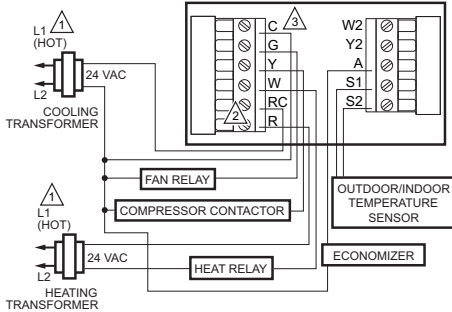 1
L1
(HOT)
24 VAC
L2
COOLING
TRANSFORMER
3
C
G
Y
W
RC
R
2
W2
Y2
A
S1
S2
FAN RELAY
COMPRESSOR CONTACTOR
OUTDOOR/INDOOR
TEMPERATURE
SENSOR
ECONOMIZER
1
L1
(HOT)
24 VAC
L2
HEATING
TRANSFORMER
HEAT RELAY